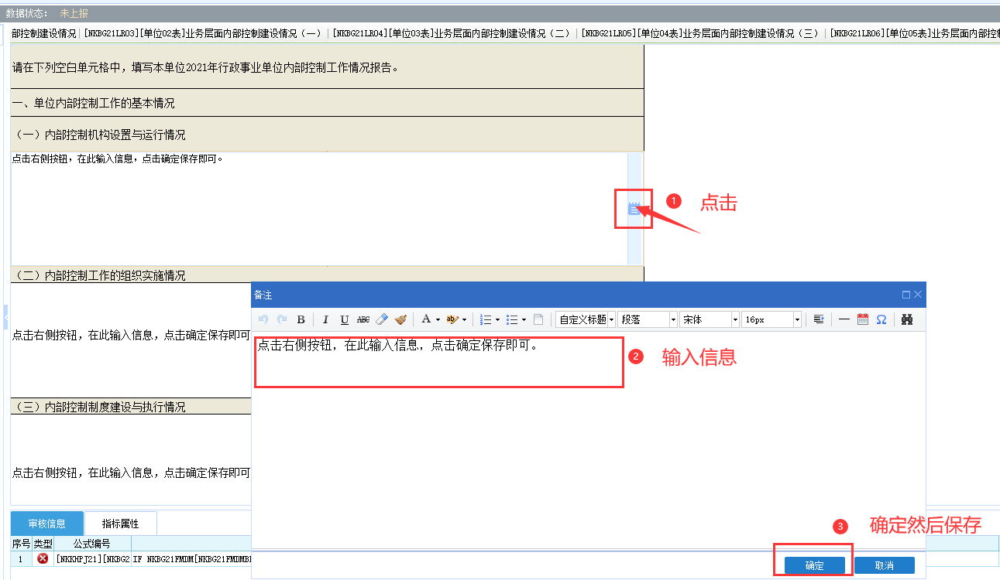 数据状态: 未上报
部控制建设情况 | [NKBG21LR03][单位02表]业务层面内部控制建设情况（一） | [NKBG21LR04][单位03表]业务层面内部控制建设情况（二） | [NKBG21LR05][单位04表]业务层面内部控制建设情况（三） | [NKBG21LR06][单位05表]业务层面内部控
请在下列空白单元格中，填写本单位2021年行政事业单位内部控制工作情况报告。
一、单位内部控制工作的基本情况
（一）内部控制机构设置与运行情况
点击右侧按钮，在此输入信息，点击确定保存即可。
1 点击
（二）内部控制工作的组织实施情况
点击右侧按钮，在此输入信息，点击确定保存即可
（三）内部控制制度建设与执行情况
点击右侧按钮，在此输入信息，点击确定保存即可
备注
B I U ABC A ab 自定义标题 段落 宋体 16px Ω
点击右侧按钮，在此输入信息，点击确定保存即可。
2 输入信息
3 确定然后保存
确定 取消
审核信息 指标属性
序号 类型 公式编号
1 [NKKHPJ21][NKBG2 IF NKBG21FMDM[NKBG21FMDMB